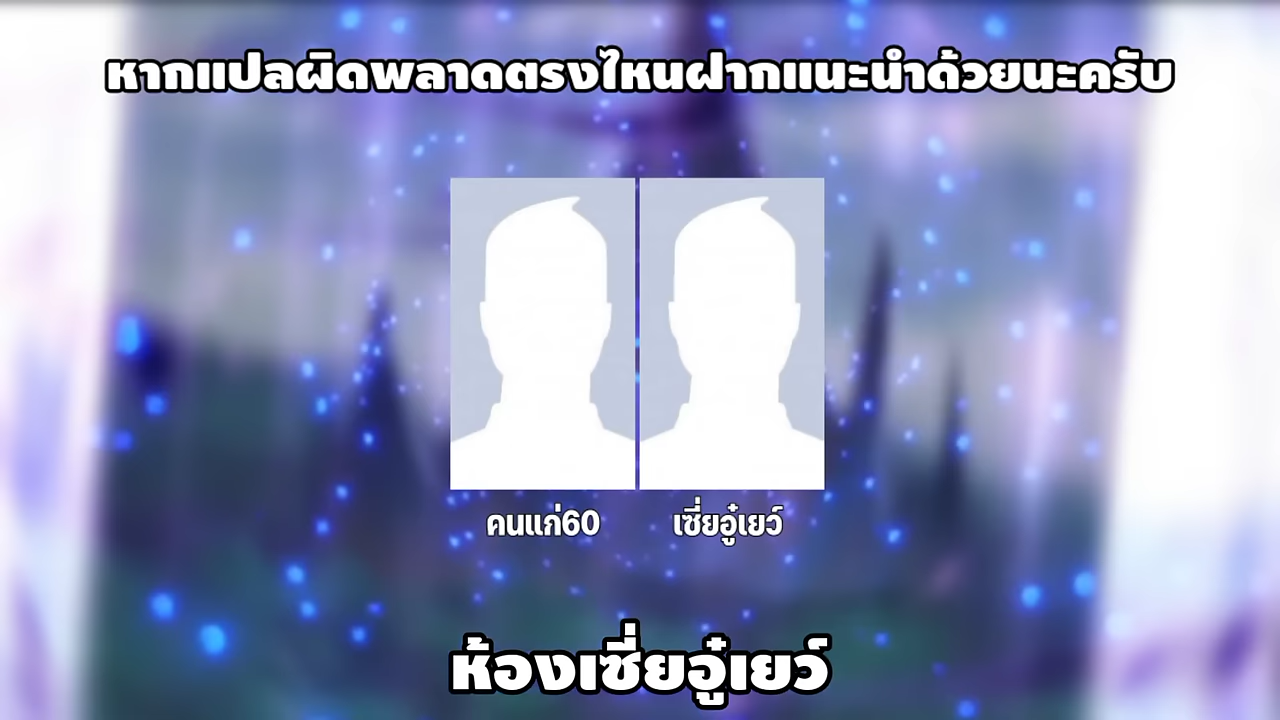 หากแปลผิดพลาดตรงไหนฝากแนะนำด้วยนะครับ
คนแก่60 เซี่ยอู๋เยว์
ห้องเซี่ยอู๋เยว์